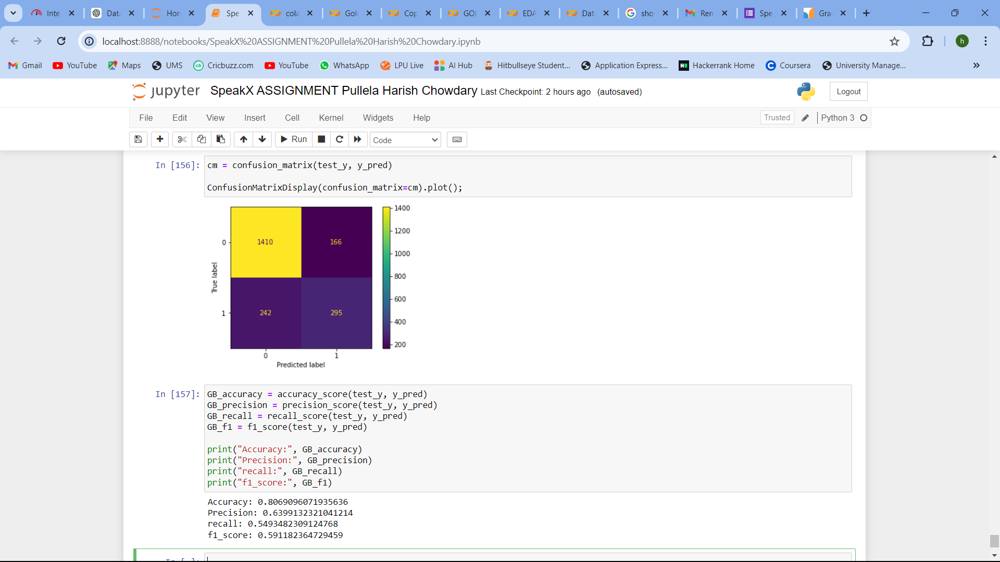 Inte
Data
Hon
Spe
cola
Gol
Cop
GOI
EDA
Dat
sho
Rem
Spe
Gra
localhost:8888/notebooks/SpeakX%20ASSIGNMENT%20Pullela%20Harish%20Chowdary.ipynb
h
Gmail YouTube Maps UMS Cricbuzz.com YouTube WhatsApp LPU Live AI Hub Hitbullseye Student... Application Express... Hackerrank Home Coursera University Manage... »
jupyter SpeakX ASSIGNMENT Pullela Harish Chowdary Last Checkpoint: 2 hours ago (autosaved)
Logout
File Edit View Insert Cell Kernel Widgets Help
Trusted Python 3
Run Code
In [156]: cm = confusion_matrix(test_y, y_pred)
ConfusionMatrixDisplay(confusion_matrix=cm).plot();
1400
1200
1000
800
600
400
200
0
1410 166
True label
1
242 295
0 1
Predicted label
In [157]: GB_accuracy = accuracy_score(test_y, y_pred)
GB_precision = precision_score(test_y, y_pred)
GB_recall = recall_score(test_y, y_pred)
GB_f1 = f1_score(test_y, y_pred)
print("Accuracy:", GB_accuracy)
print("Precision:", GB_precision)
print("recall:", GB_recall)
print("f1_score:", GB_f1)
Accuracy: 0.8069096071935636
Precision: 0.6399132321041214
recall: 0.5493482309124768
f1_score: 0.591182364729459
In [ ]: